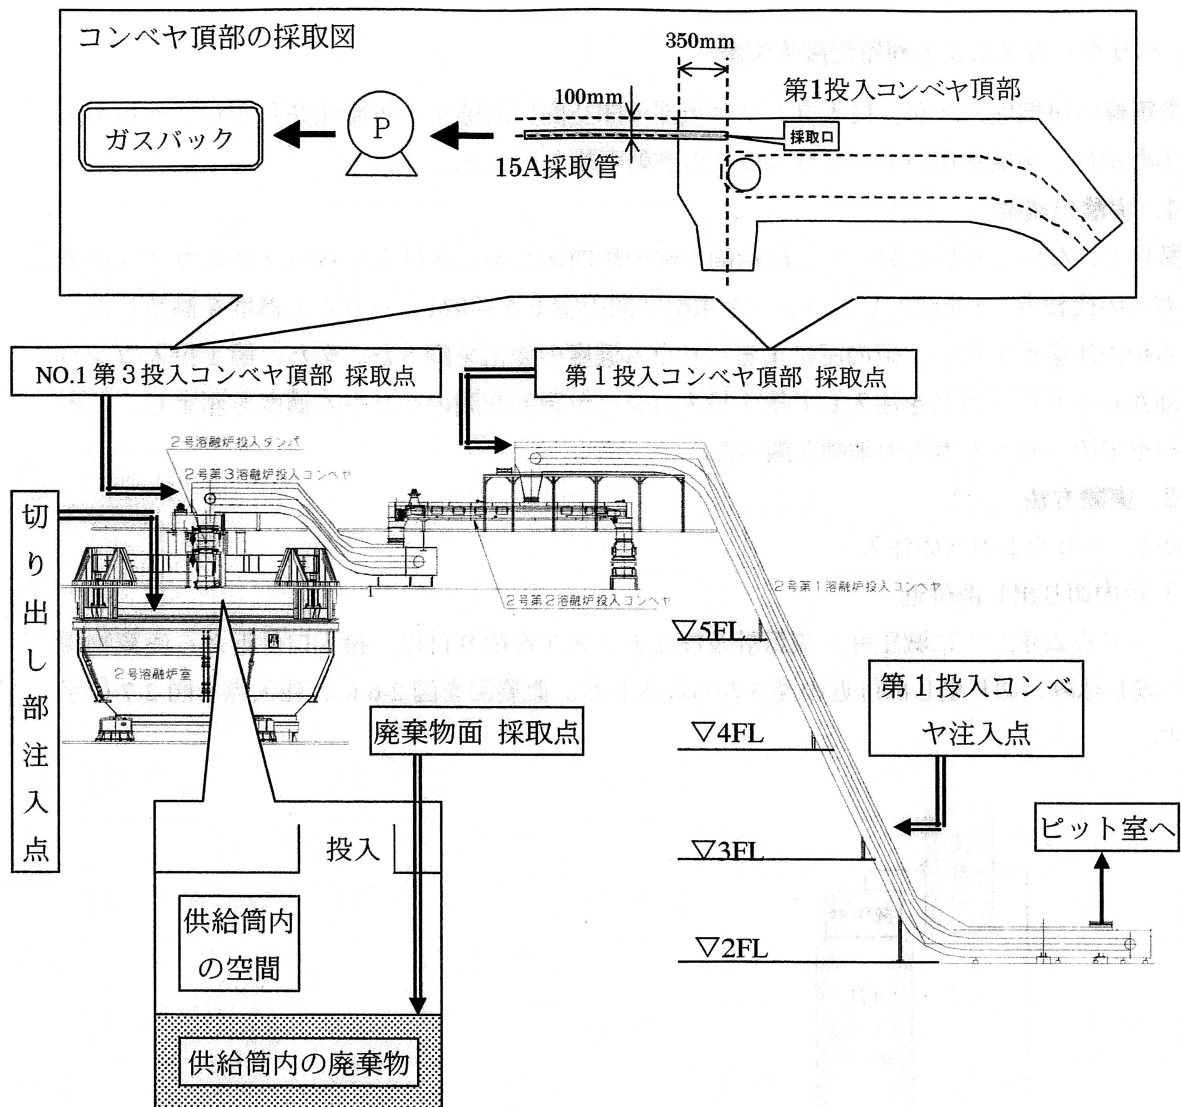 コンベヤ頂部の採取図
350mm
100mm
第1投入コンベヤ頂部
ガスバック
P
採取口
15A採取管
NO.1 第３投入コンベヤ頂部 採取点
第１投入コンベヤ頂部 採取点
２号溶融炉投入ダンパ
２号第３溶融炉投入コンベヤ
切り出し部注入点
２号第２溶融炉投入コンベヤ
２号第１溶融炉投入コンベヤ
▽5FL
２号溶融炉室
廃棄物面 採取点
第１投入コンベ
ヤ注入点
▽4FL
ピット室へ
▽3FL
投入
供給筒内
の空間
▽2FL
供給筒内の廃棄物